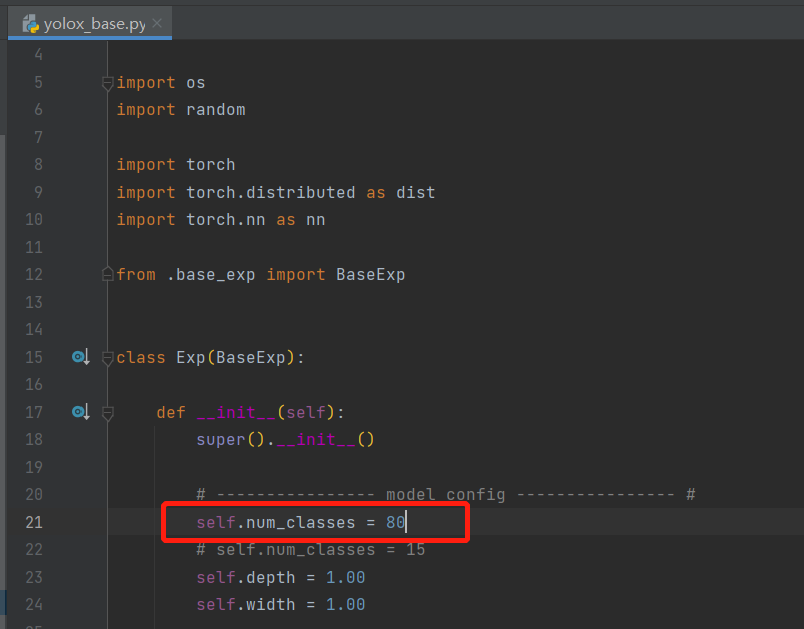 yolox_base.py
4
5 import os
6 import random
7
8 import torch
9 import torch.distributed as dist
10 import torch.nn as nn
11
12 from .base_exp import BaseExp
13
14
15 class Exp(BaseExp):
16
17 def __init__(self):
18 super().__init__()
19
20 # ---------------- model config ---------------- #
21 self.num_classes = 80
22 # self.num_classes = 15
23 self.depth = 1.00
24 self.width = 1.00
25